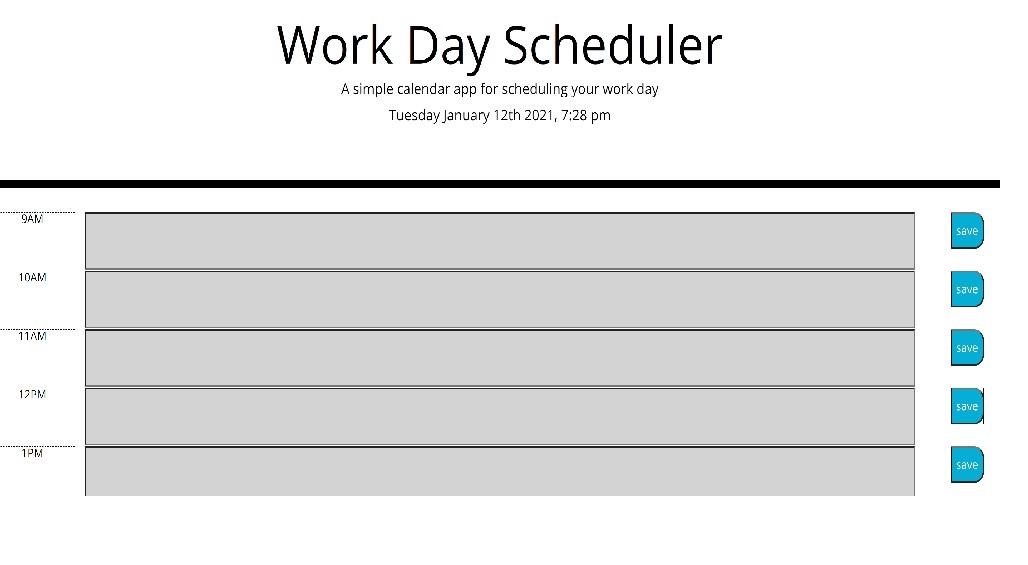 Work Day Scheduler
A simple calendar app for scheduling your work day
Tuesday January 12th 2021, 7:28 pm
9AM
save
10AM
save
11AM
save
12PM
save
1PM
save